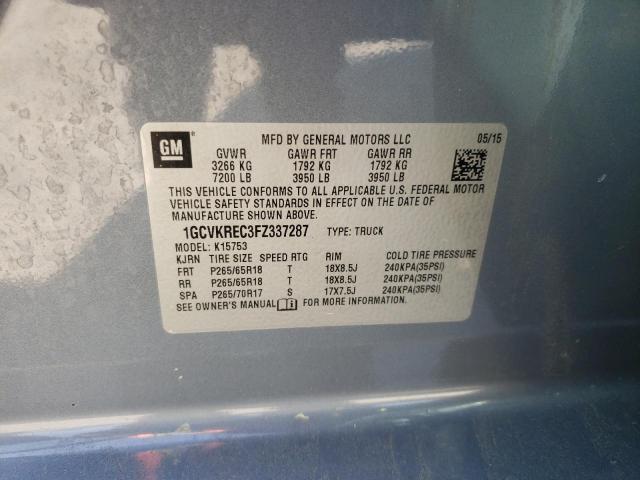 GM ®
MFD BY GENERAL MOTORS LLC 05/15
GVWR GAWR FRT GAWR RR
3266 KG 1792 KG 1792 KG
7200 LB 3950 LB 3950 LB
THIS VEHICLE CONFORMS TO ALL APPLICABLE U.S. FEDERAL MOTOR
VEHICLE SAFETY STANDARDS IN EFFECT ON THE DATE OF
MANUFACTURE SHOWN ABOVE.
1GCVKREC3FZ337287 TYPE: TRUCK
MODEL: K15753
KJRN TIRE SIZE SPEED RTG RIM COLD TIRE PRESSURE
FRT P265/65R18 T 18X8.5J 240KPA(35PSI)
RR P265/65R18 T 18X8.5J 240KPA(35PSI)
SPA P265/70R17 S 17X7.5J 240KPA(35PSI)
SEE OWNER'S MANUAL FOR MORE INFORMATION.